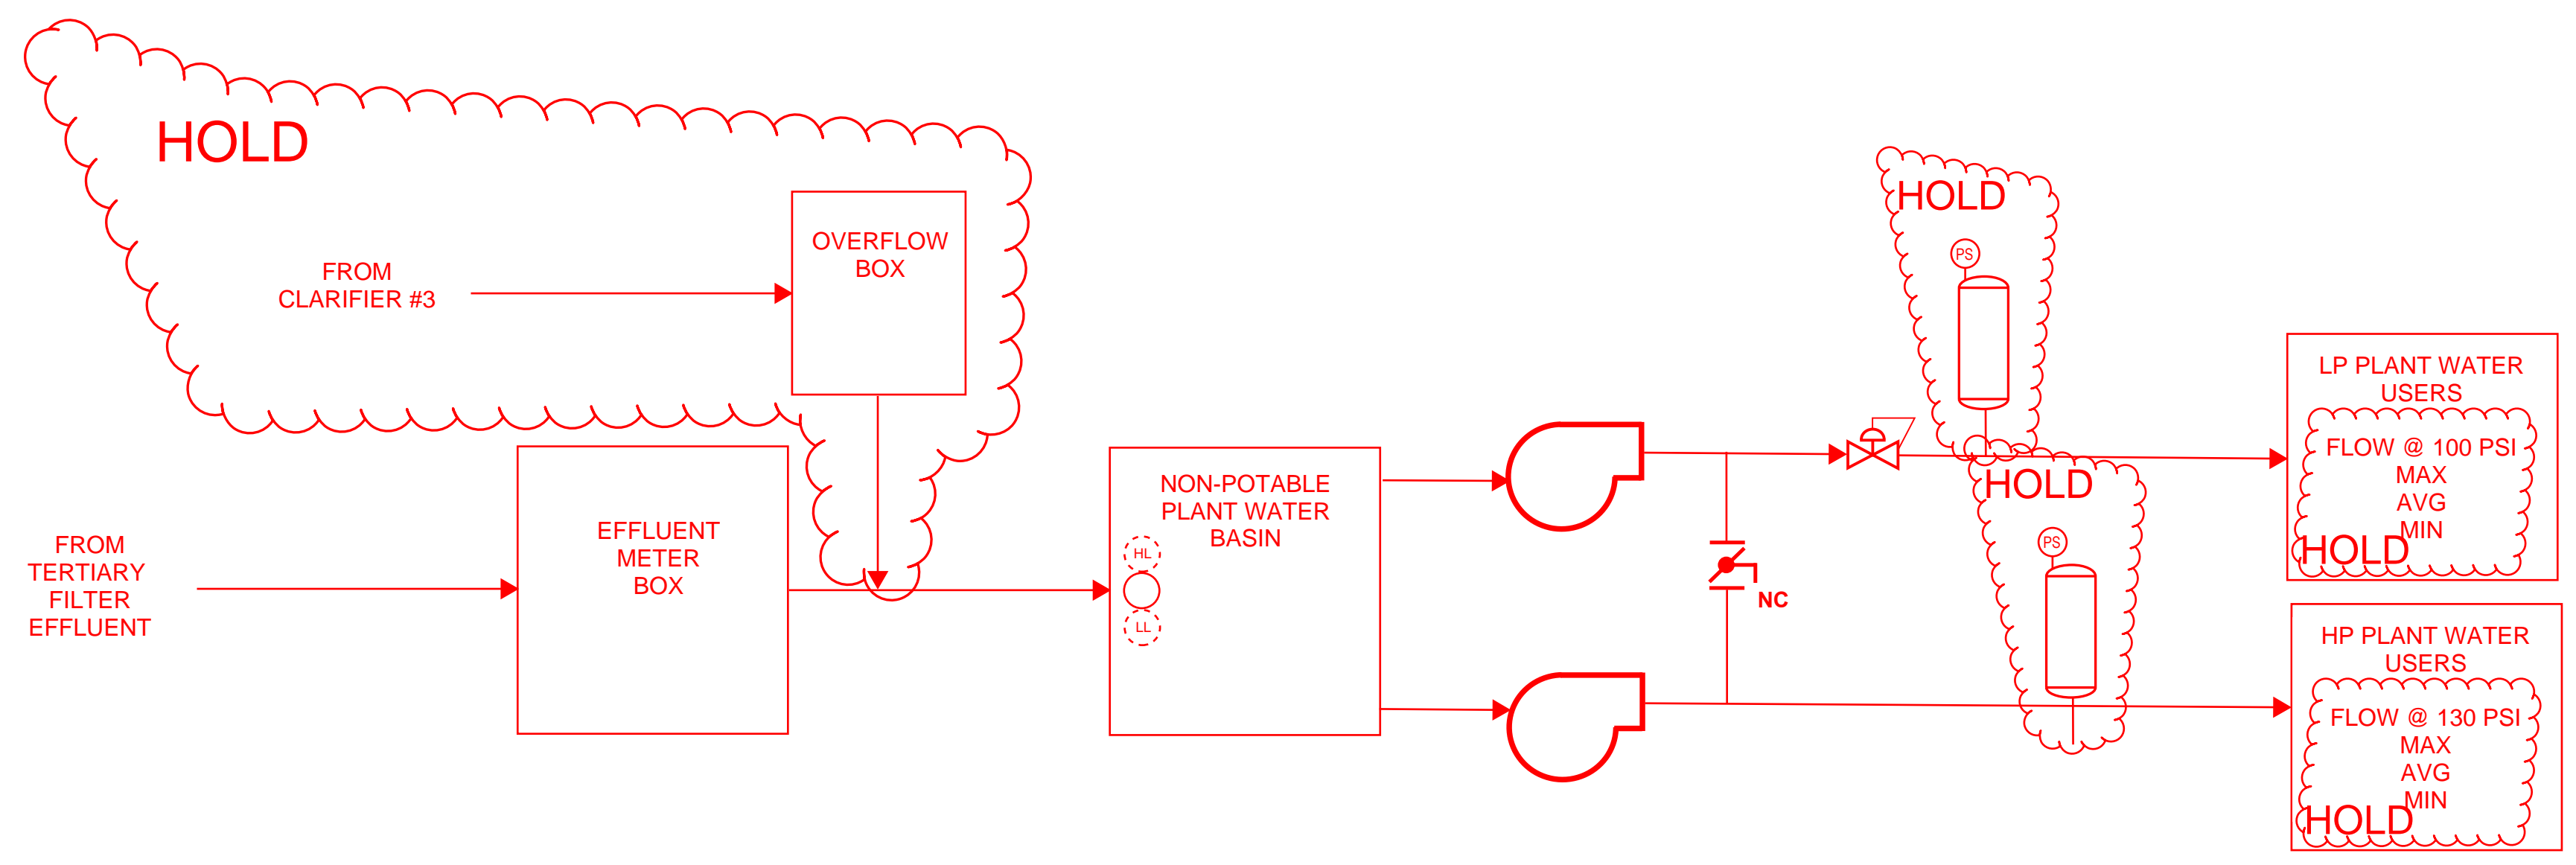 HOLD
FROM
CLARIFIER #3
OVERFLOW
BOX
FROM
TERTIARY
FILTER
EFFLUENT
EFFLUENT
METER
BOX
NON-POTABLE
PLANT WATER
BASIN
HL
LL
NC
HOLD
PS
HOLD
PS
LP PLANT WATER
USERS
FLOW @ 100 PSI
MAX
AVG
MIN
HOLD
HP PLANT WATER
USERS
FLOW @ 130 PSI
MAX
AVG
MIN
HOLD